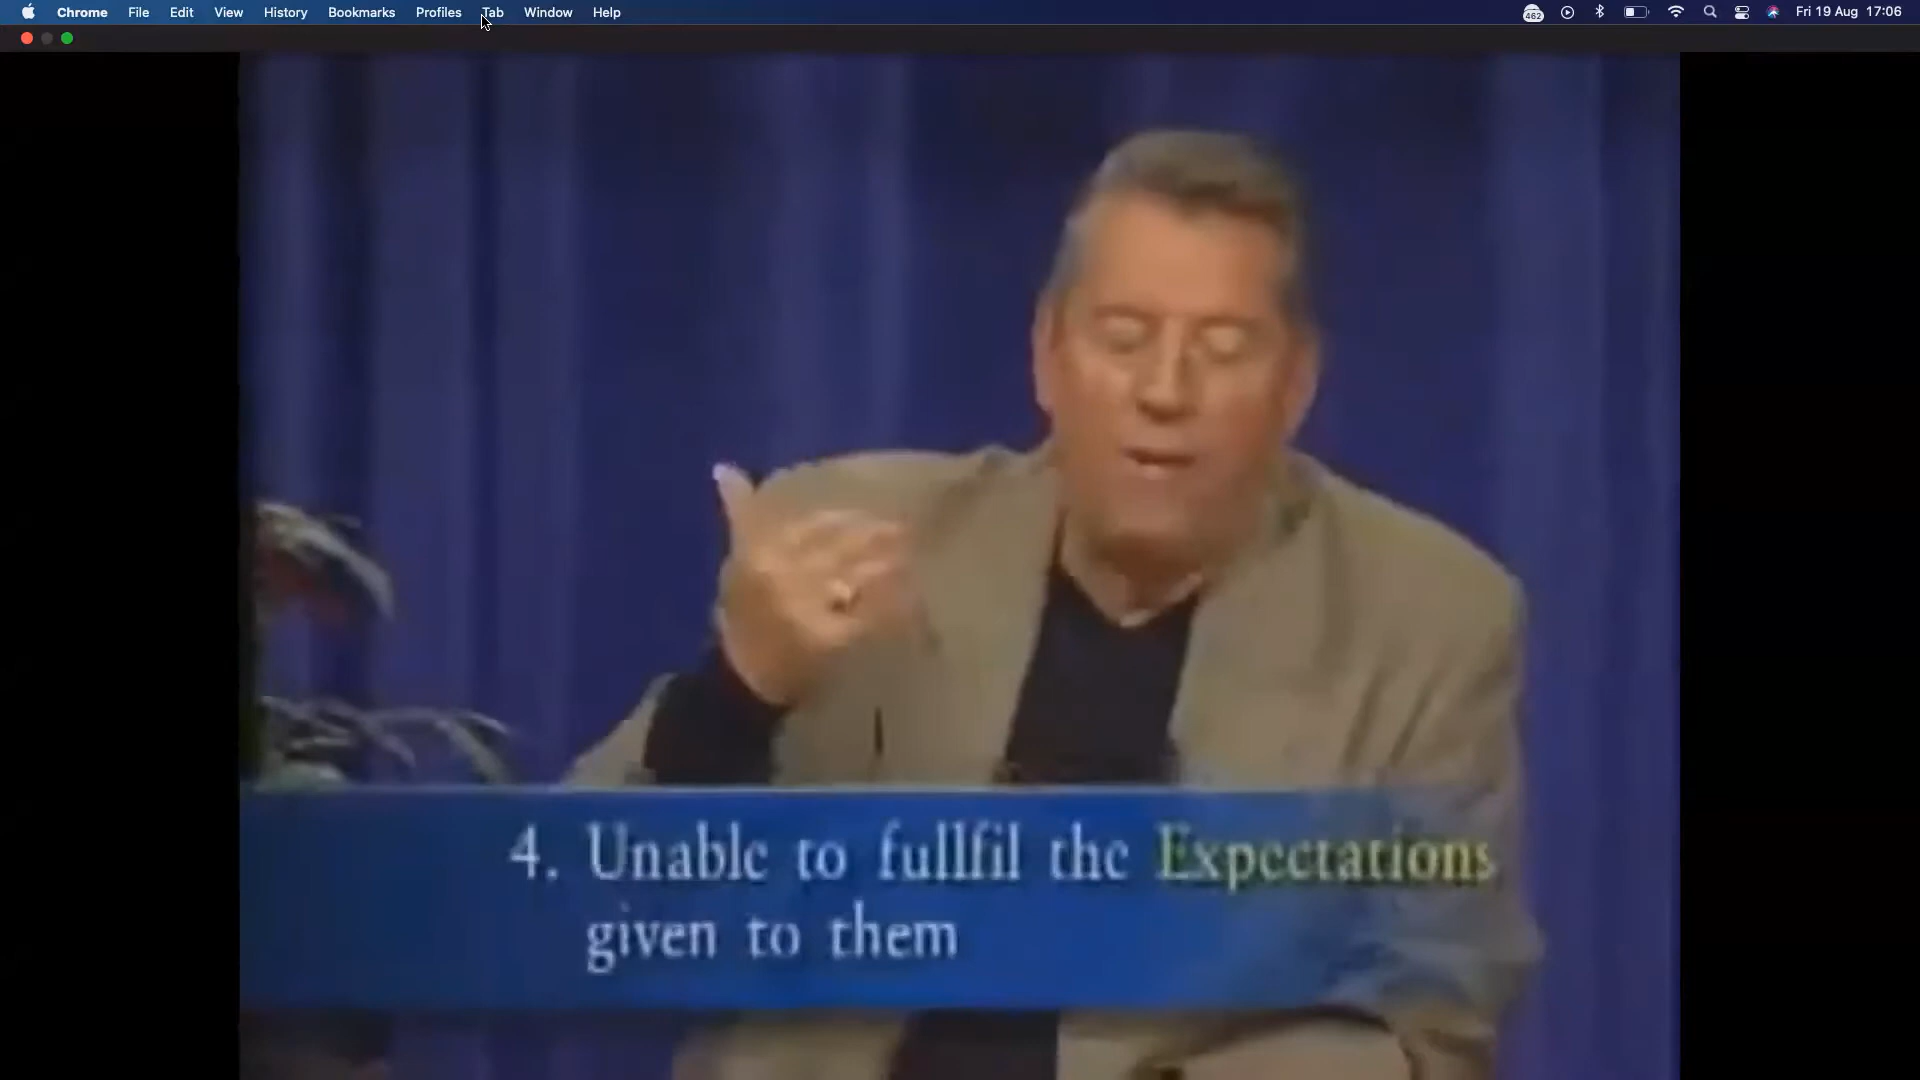 Chrome File Edit View History Bookmarks Profiles Tab Window Help 462 Fri 19 Aug 17:06
4. Unable to fullfil the Expectations
given to them